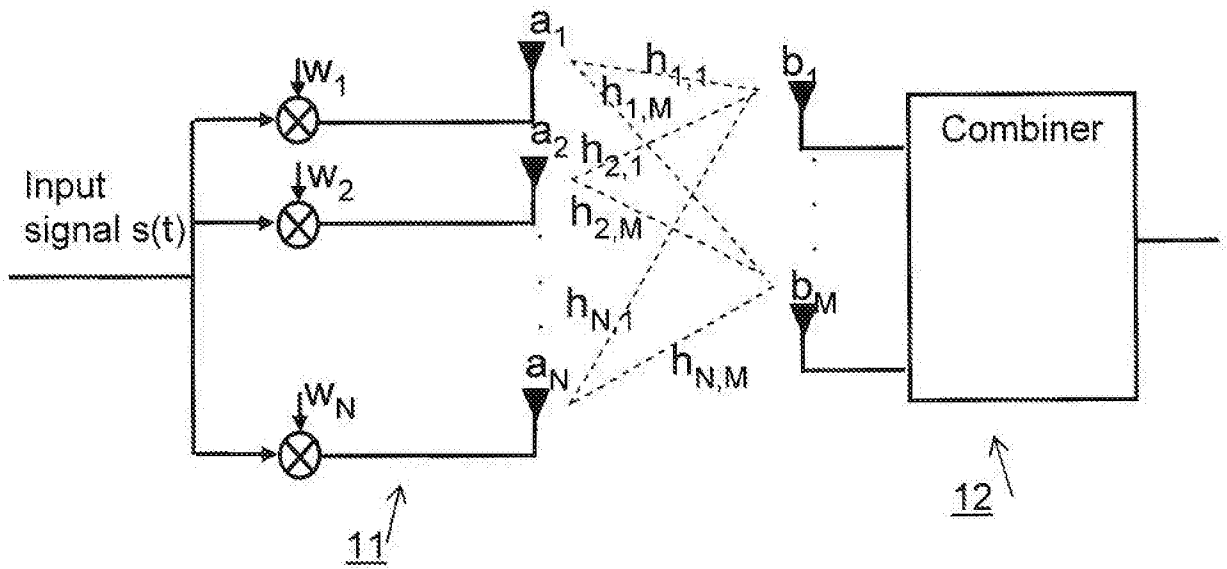 Input
signal s(t)
w1
w2
wN
a1
a2
aN
h1,1
h1,M
h2,1
h2,M
hN,1
hN,M
b1
bM
Combiner
11
12